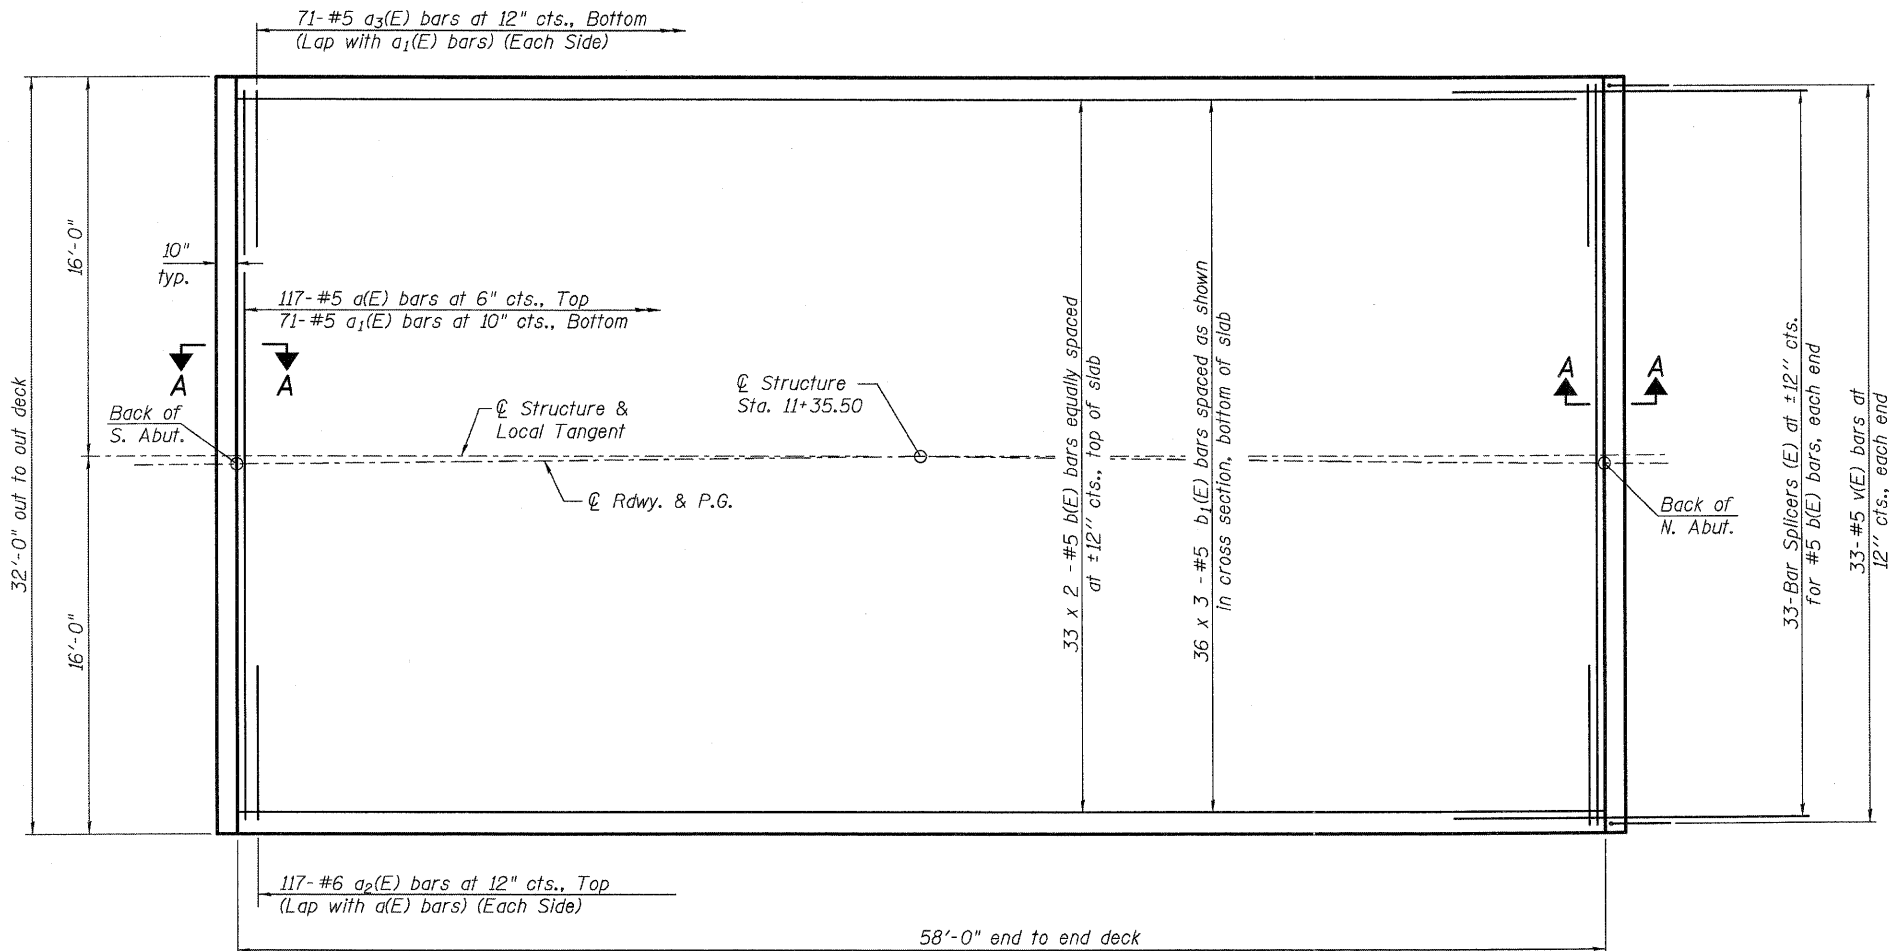 71-#5 a3(E) bars at 12" cts., Bottom
(Lap with a1(E) bars) (Each Side)
32'-0" out to out deck
16'-0"
16'-0"
10"
typ.
117-#5 a(E) bars at 6" cts., Top
71-#5 a1(E) bars at 10" cts., Bottom
A
A
A
A
Back of
S. Abut.
℄ Structure &
Local Tangent
℄ Structure
Sta. 11+35.50
℄ Rdwy. & P.G.
33 x 2 -#5 b(E) bars equally spaced
at ±12" cts., top of slab
36 x 3 -#5 b1(E) bars spaced as shown
in cross section, bottom of slab
Back of
N. Abut.
33-Bar Splicers (E) at ±12" cts.
for #5 b(E) bars, each end
33-#5 v(E) bars at
12" cts., each end
117-#6 a2(E) bars at 12" cts., Top
(Lap with a(E) bars) (Each Side)
58'-0" end to end deck